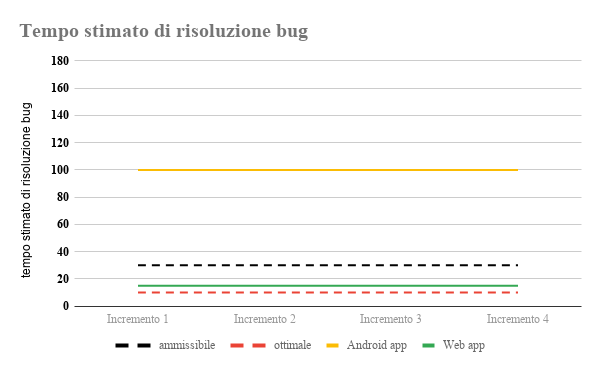 Tempo stimato di risoluzione bug
tempo stimato di risoluzione bug
180
160
140
120
100
80
60
40
20
0
Incremento 1 Incremento 2 Incremento 3 Incremento 4
ammissibile ottimale Android app Web app